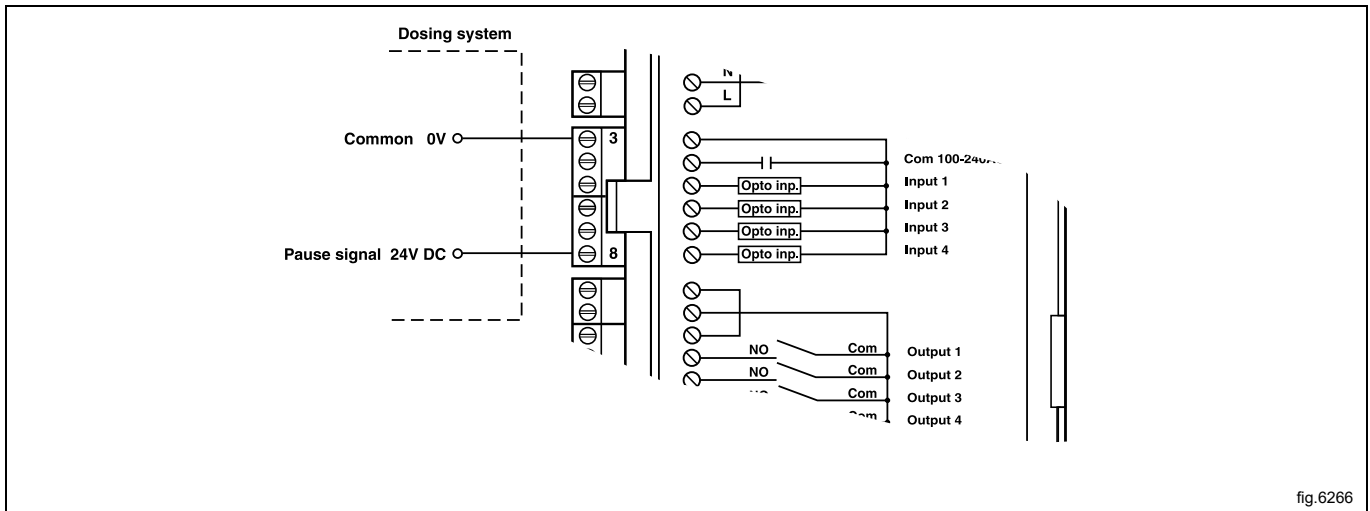 Dosing system
N
L
Common 0V
3
Com
Input 1
Opto inp.
Input 2
Opto inp.
Input 3
Opto inp.
Input 4
Opto inp.
Pause signal 24V DC
8
NO
Com
Output 1
NO
Com
Output 2
Com
Output 3
Output 4
fig.6266